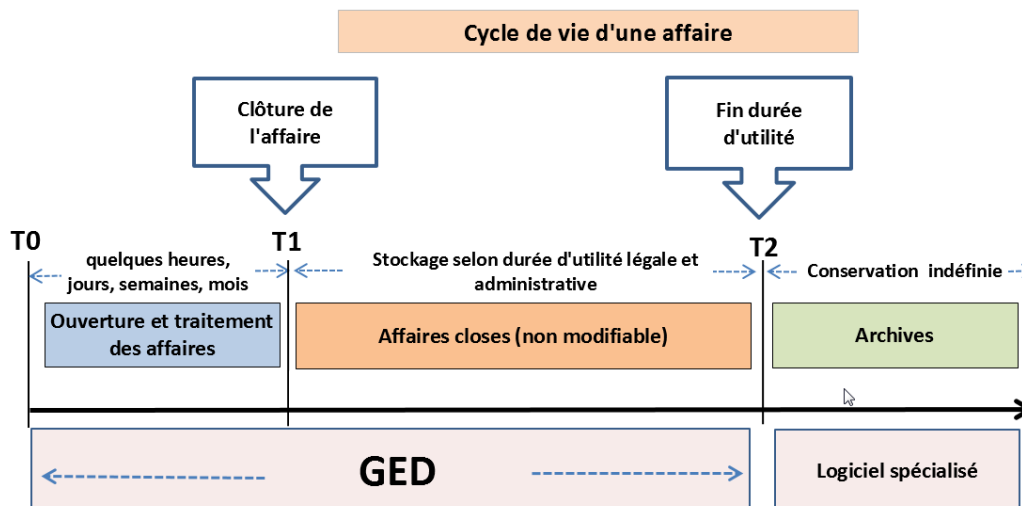 Cycle de vie d'une affaire
Clôture de
l'affaire
Fin durée
d'utilité
T0
T1
T2
quelques heures,
jours, semaines, mois
Stockage selon durée d'utilité légale et
administrative
Conservation indéfinie
Ouverture et traitement
des affaires
Affaires closes (non modifiable)
Archives
GED
Logiciel spécialisé